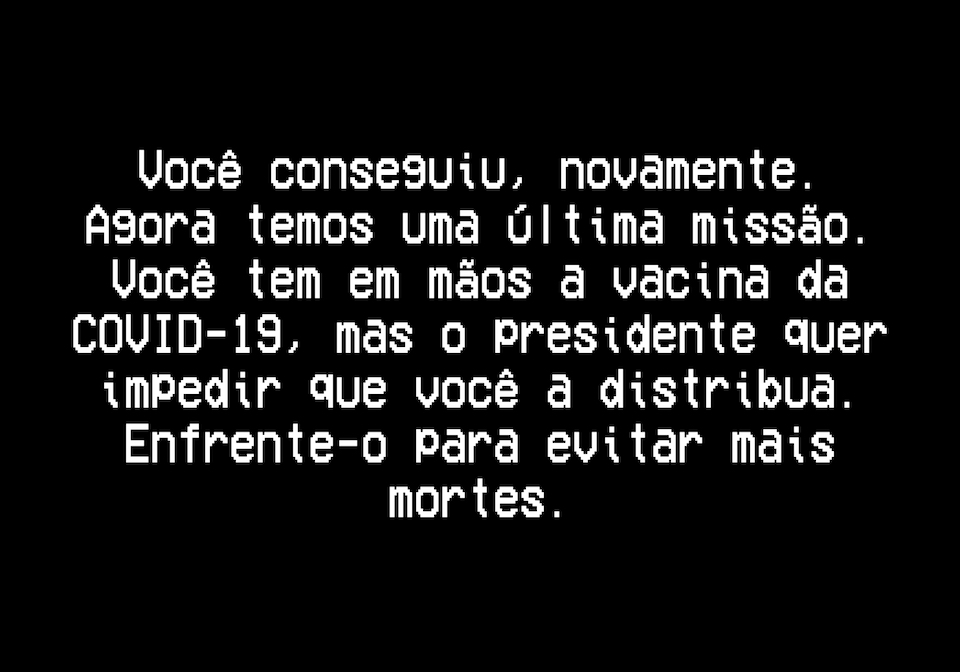 Você conseguiu, novamente.
Agora temos uma última missão.
Você tem em mãos a vacina da
COVID-19, mas o presidente quer
impedir que você a distribua.
Enfrente-o para evitar mais
mortes.